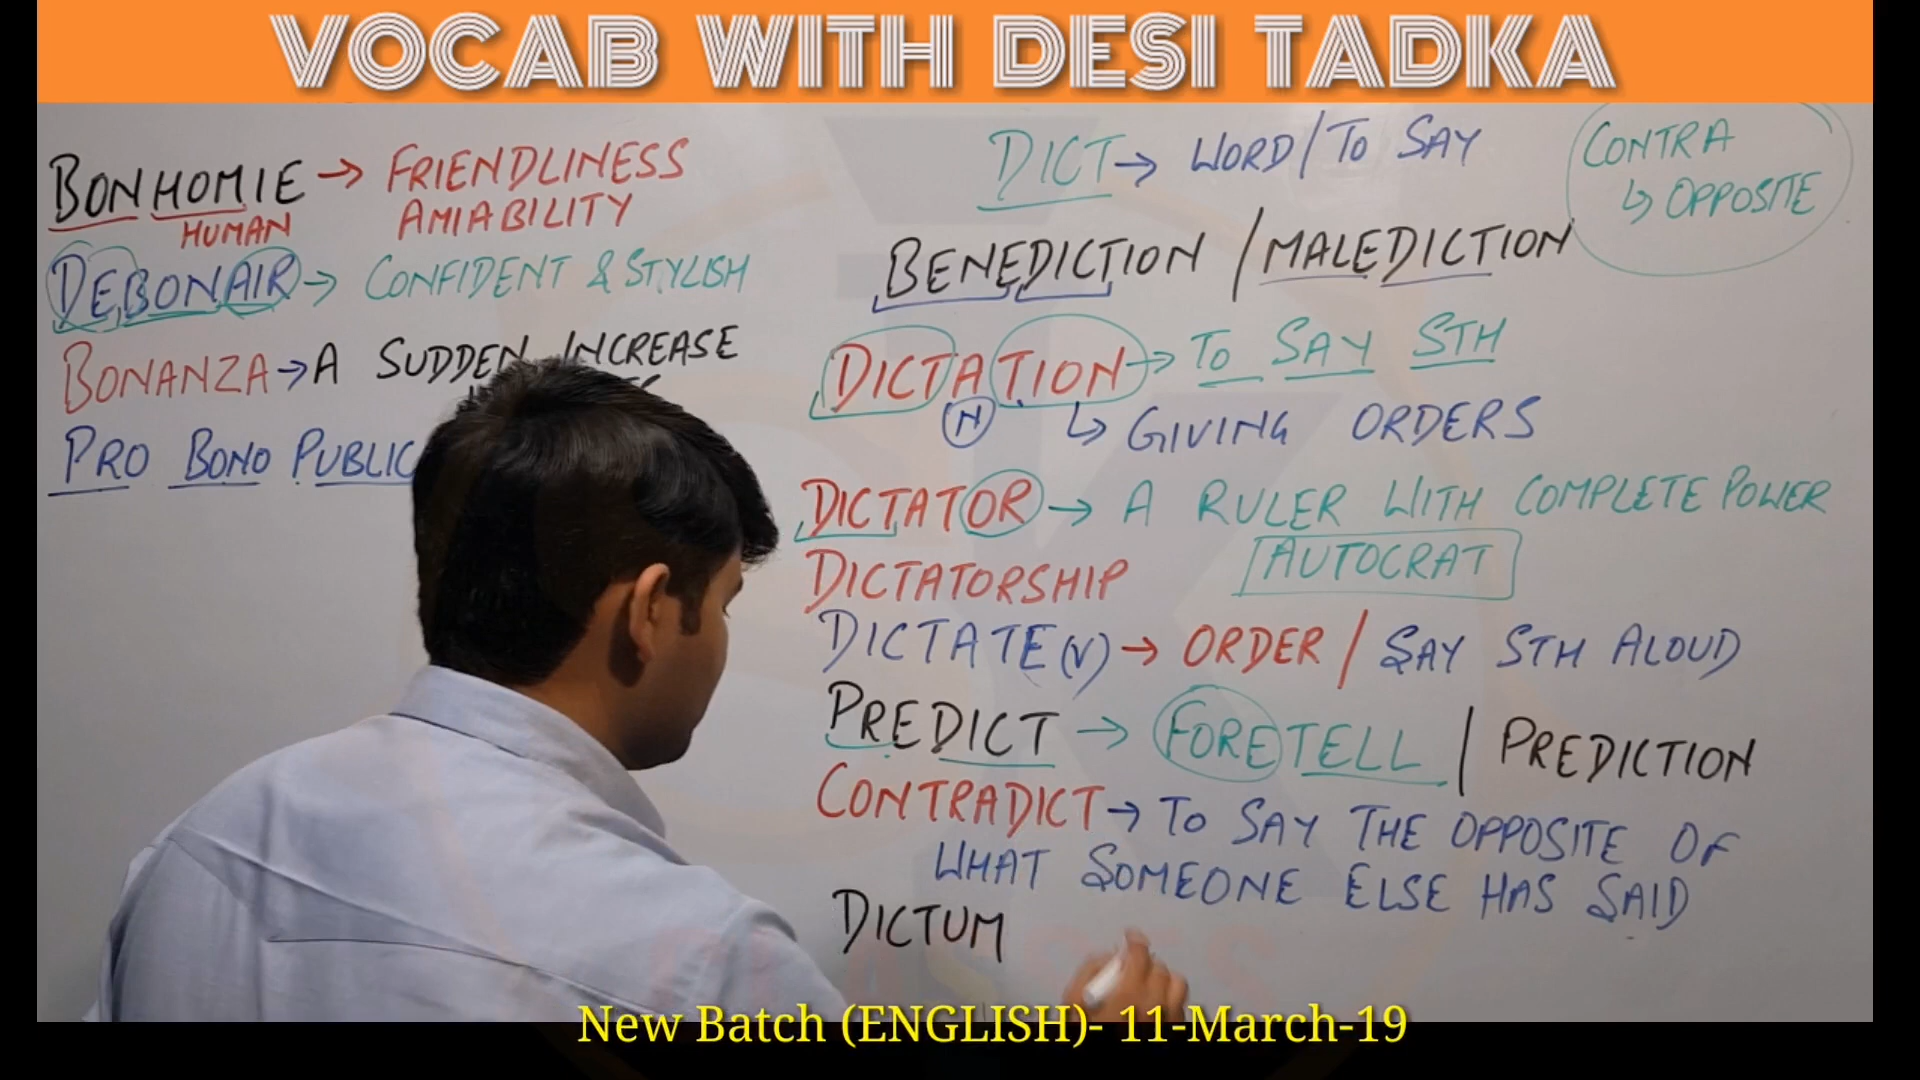 VOCAB WITH DESI TADKA
BONHOMIE → FRIENDLINESS
HUMAN AMIABILITY
DEBONAIR → CONFIDENT & STYLISH
BONANZA → A SUDDEN INCREASE
PRO BONO PUBLIC
DICT → WORD / TO SAY
CONTRA
↳ OPPOSITE
BENEDICTION / MALEDICTION
DICTATION → TO SAY STH
N ↳ GIVING ORDERS
DICTATOR → A RULER WITH COMPLETE POWER
AUTOCRAT
DICTATORSHIP
DICTATE (V) → ORDER / SAY STH ALOUD
PREDICT → FORETELL / PREDICTION
CONTRADICT → TO SAY THE OPPOSITE OF
WHAT SOMEONE ELSE HAS SAID
DICTUM
New Batch (ENGLISH)- 11-March-19